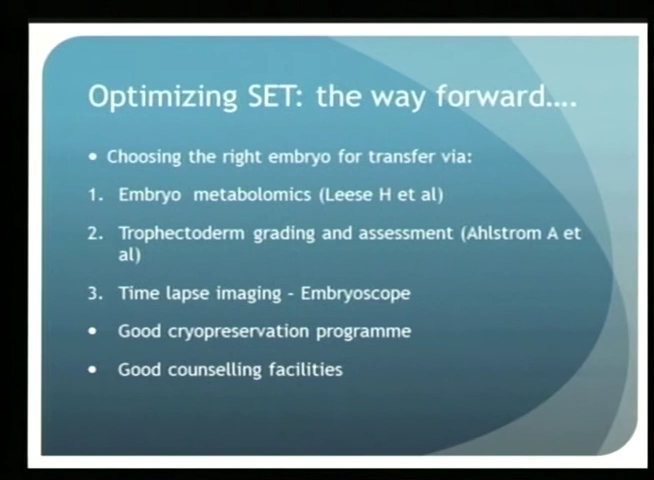 Optimizing SET: the way forward....
• Choosing the right embryo for transfer via:
1. Embryo metabolomics (Leese H et al)
2. Trophectoderm grading and assessment (Ahlstrom A et
al)
3. Time lapse imaging - Embryoscope
• Good cryopreservation programme
• Good counselling facilities